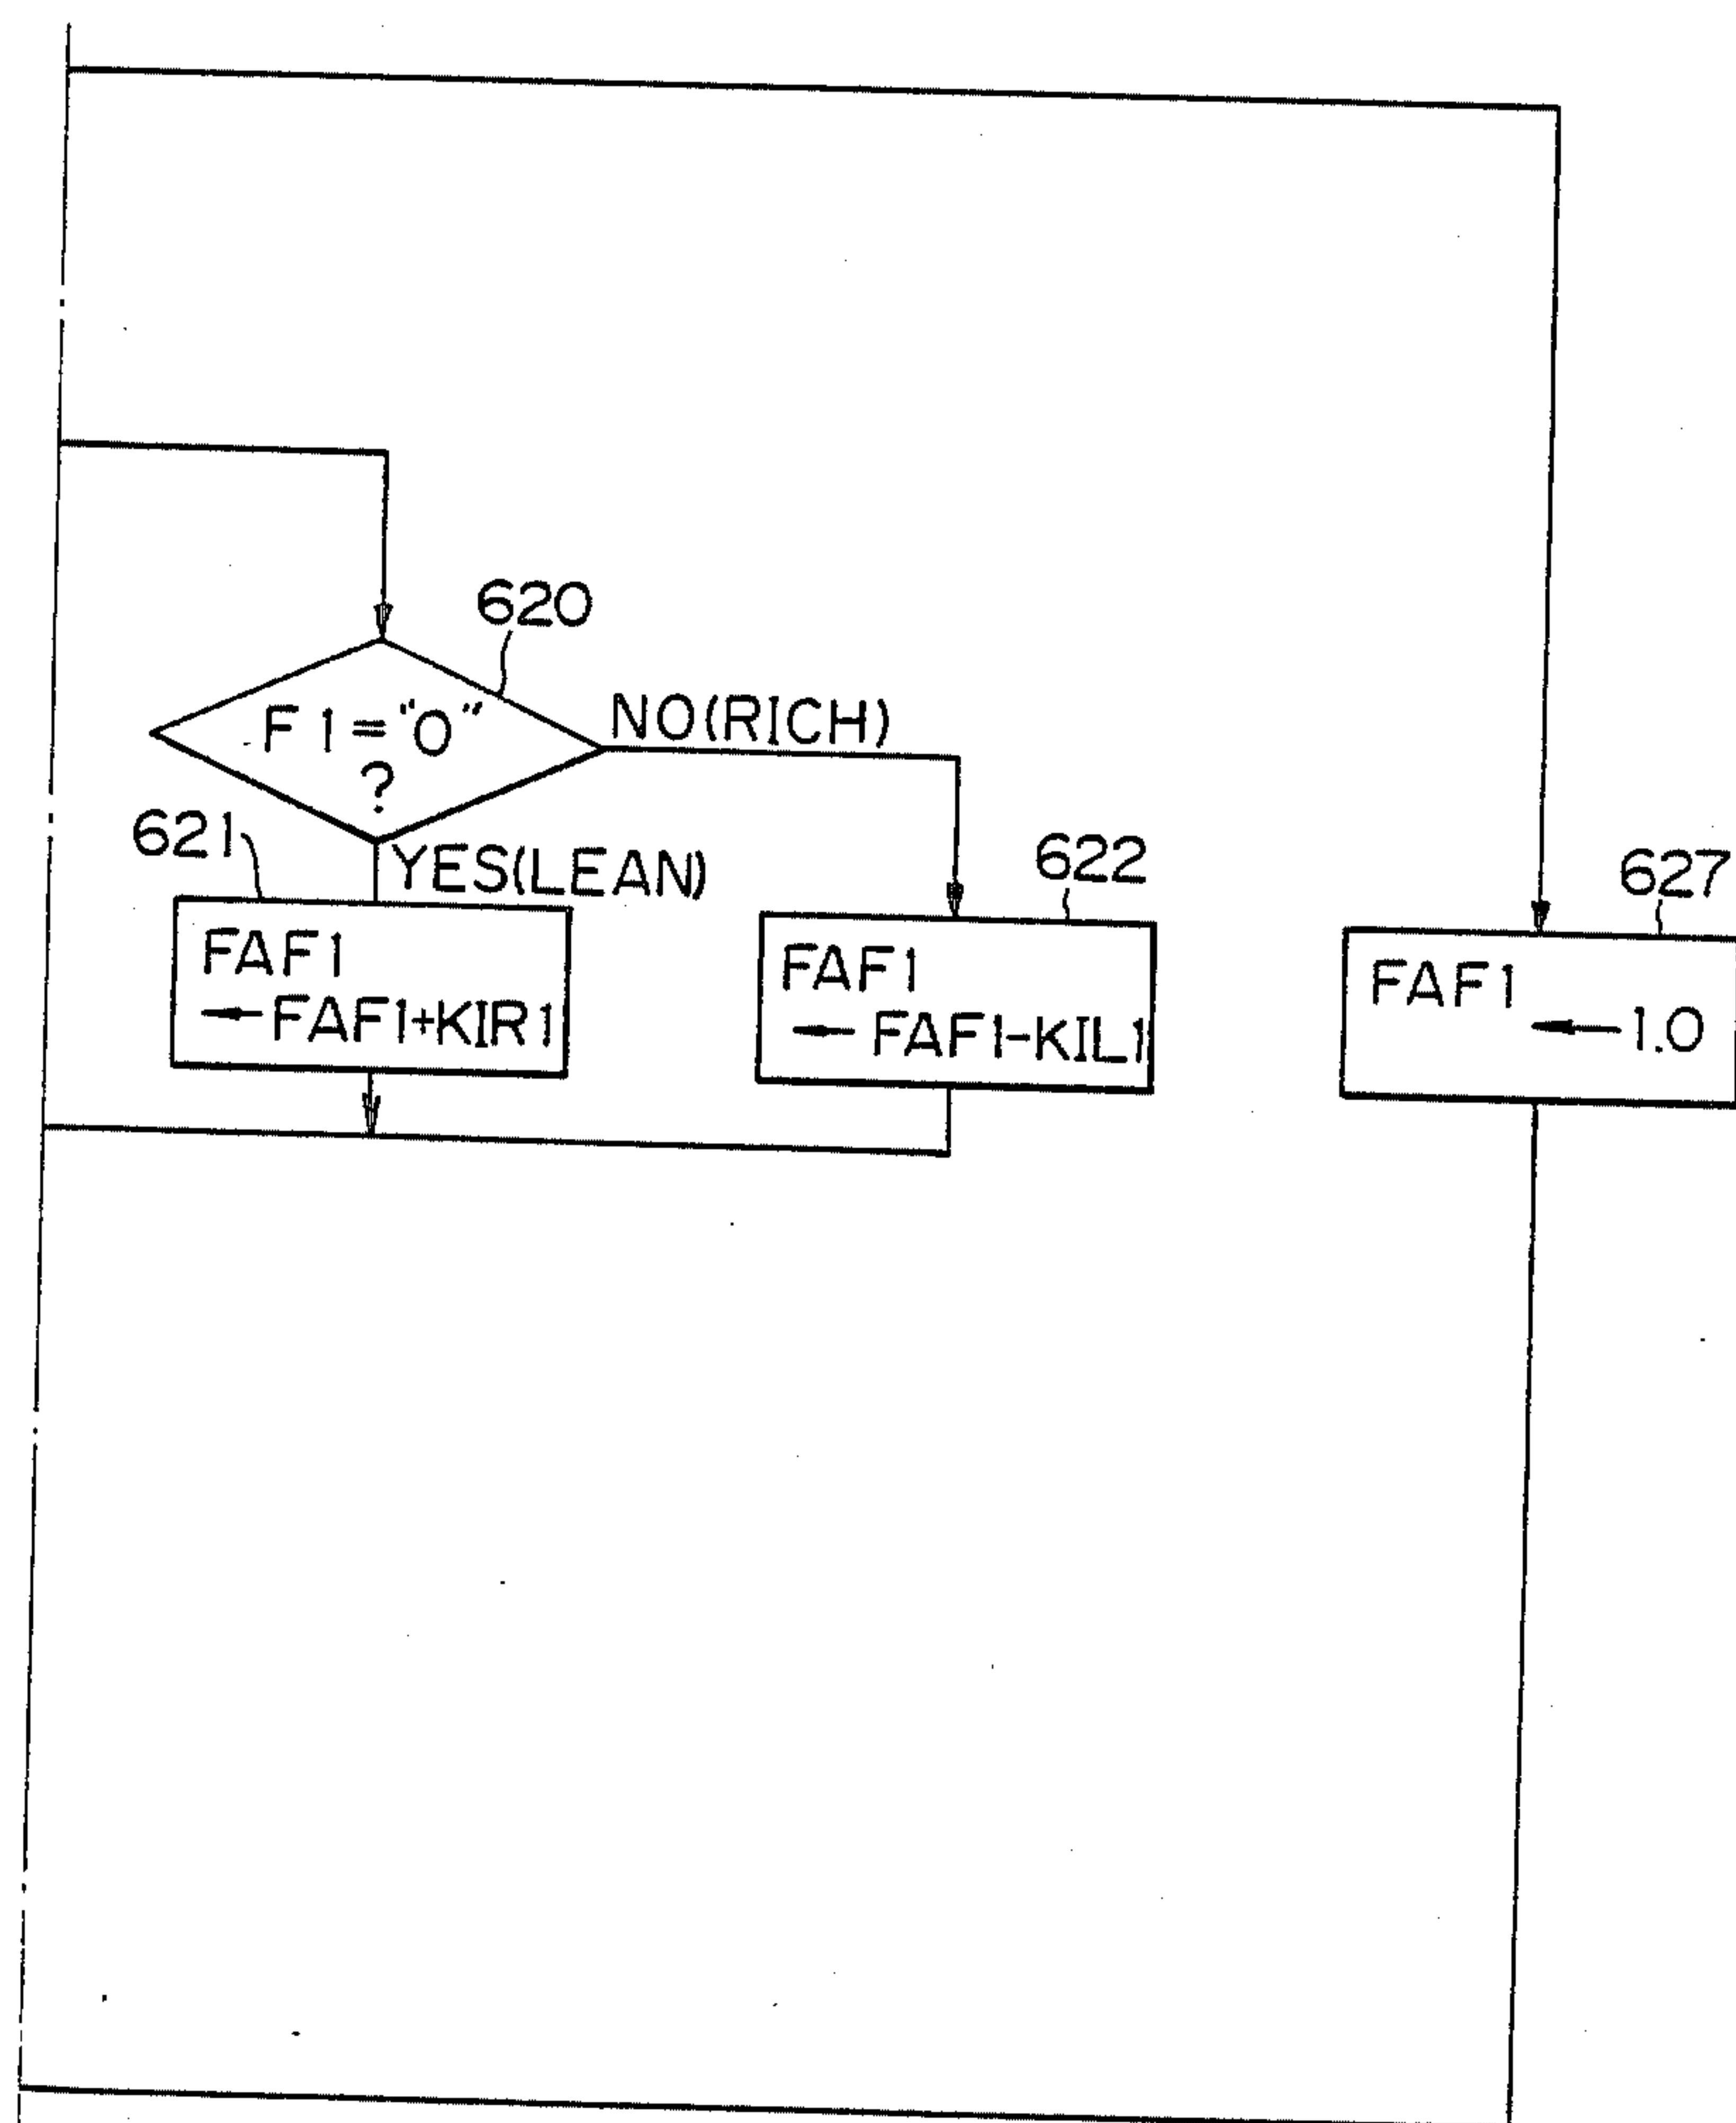 620
F1="0"
?
NO(RICH)
621
YES(LEAN)
622
627
FAF1
←FAF1+KIR1
FAF1
←FAF1-KIL1
FAF1
←1.0